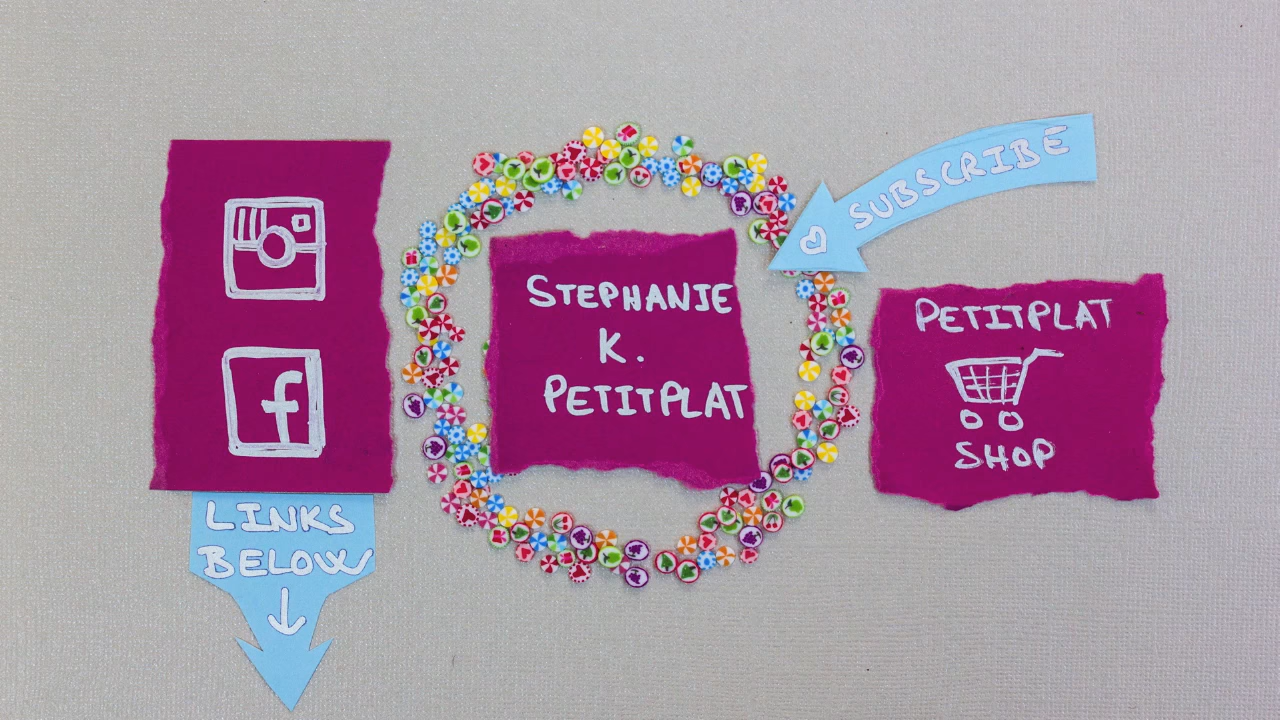 LINKS
BELOW
STEPHANIE
K.
PETITPLAT
SUBSCRIBE
PETITPLAT
SHOP